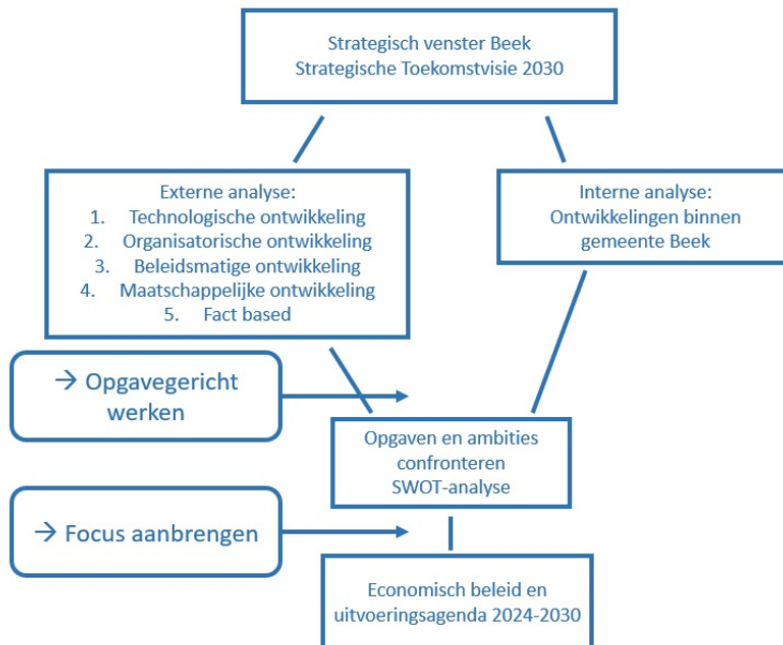 Strategisch venster Beek
Strategische Toekomstvisie 2030
Externe analyse:
1. Technologische ontwikkeling
2. Organisatorische ontwikkeling
3. Beleidsmatige ontwikkeling
4. Maatschappelijke ontwikkeling
5. Fact based
Interne analyse:
Ontwikkelingen binnen
gemeente Beek
→ Opgavegericht
werken
Opgaven en ambities
confronteren
SWOT-analyse
→ Focus aanbrengen
Economisch beleid en
uitvoeringsagenda 2024-2030